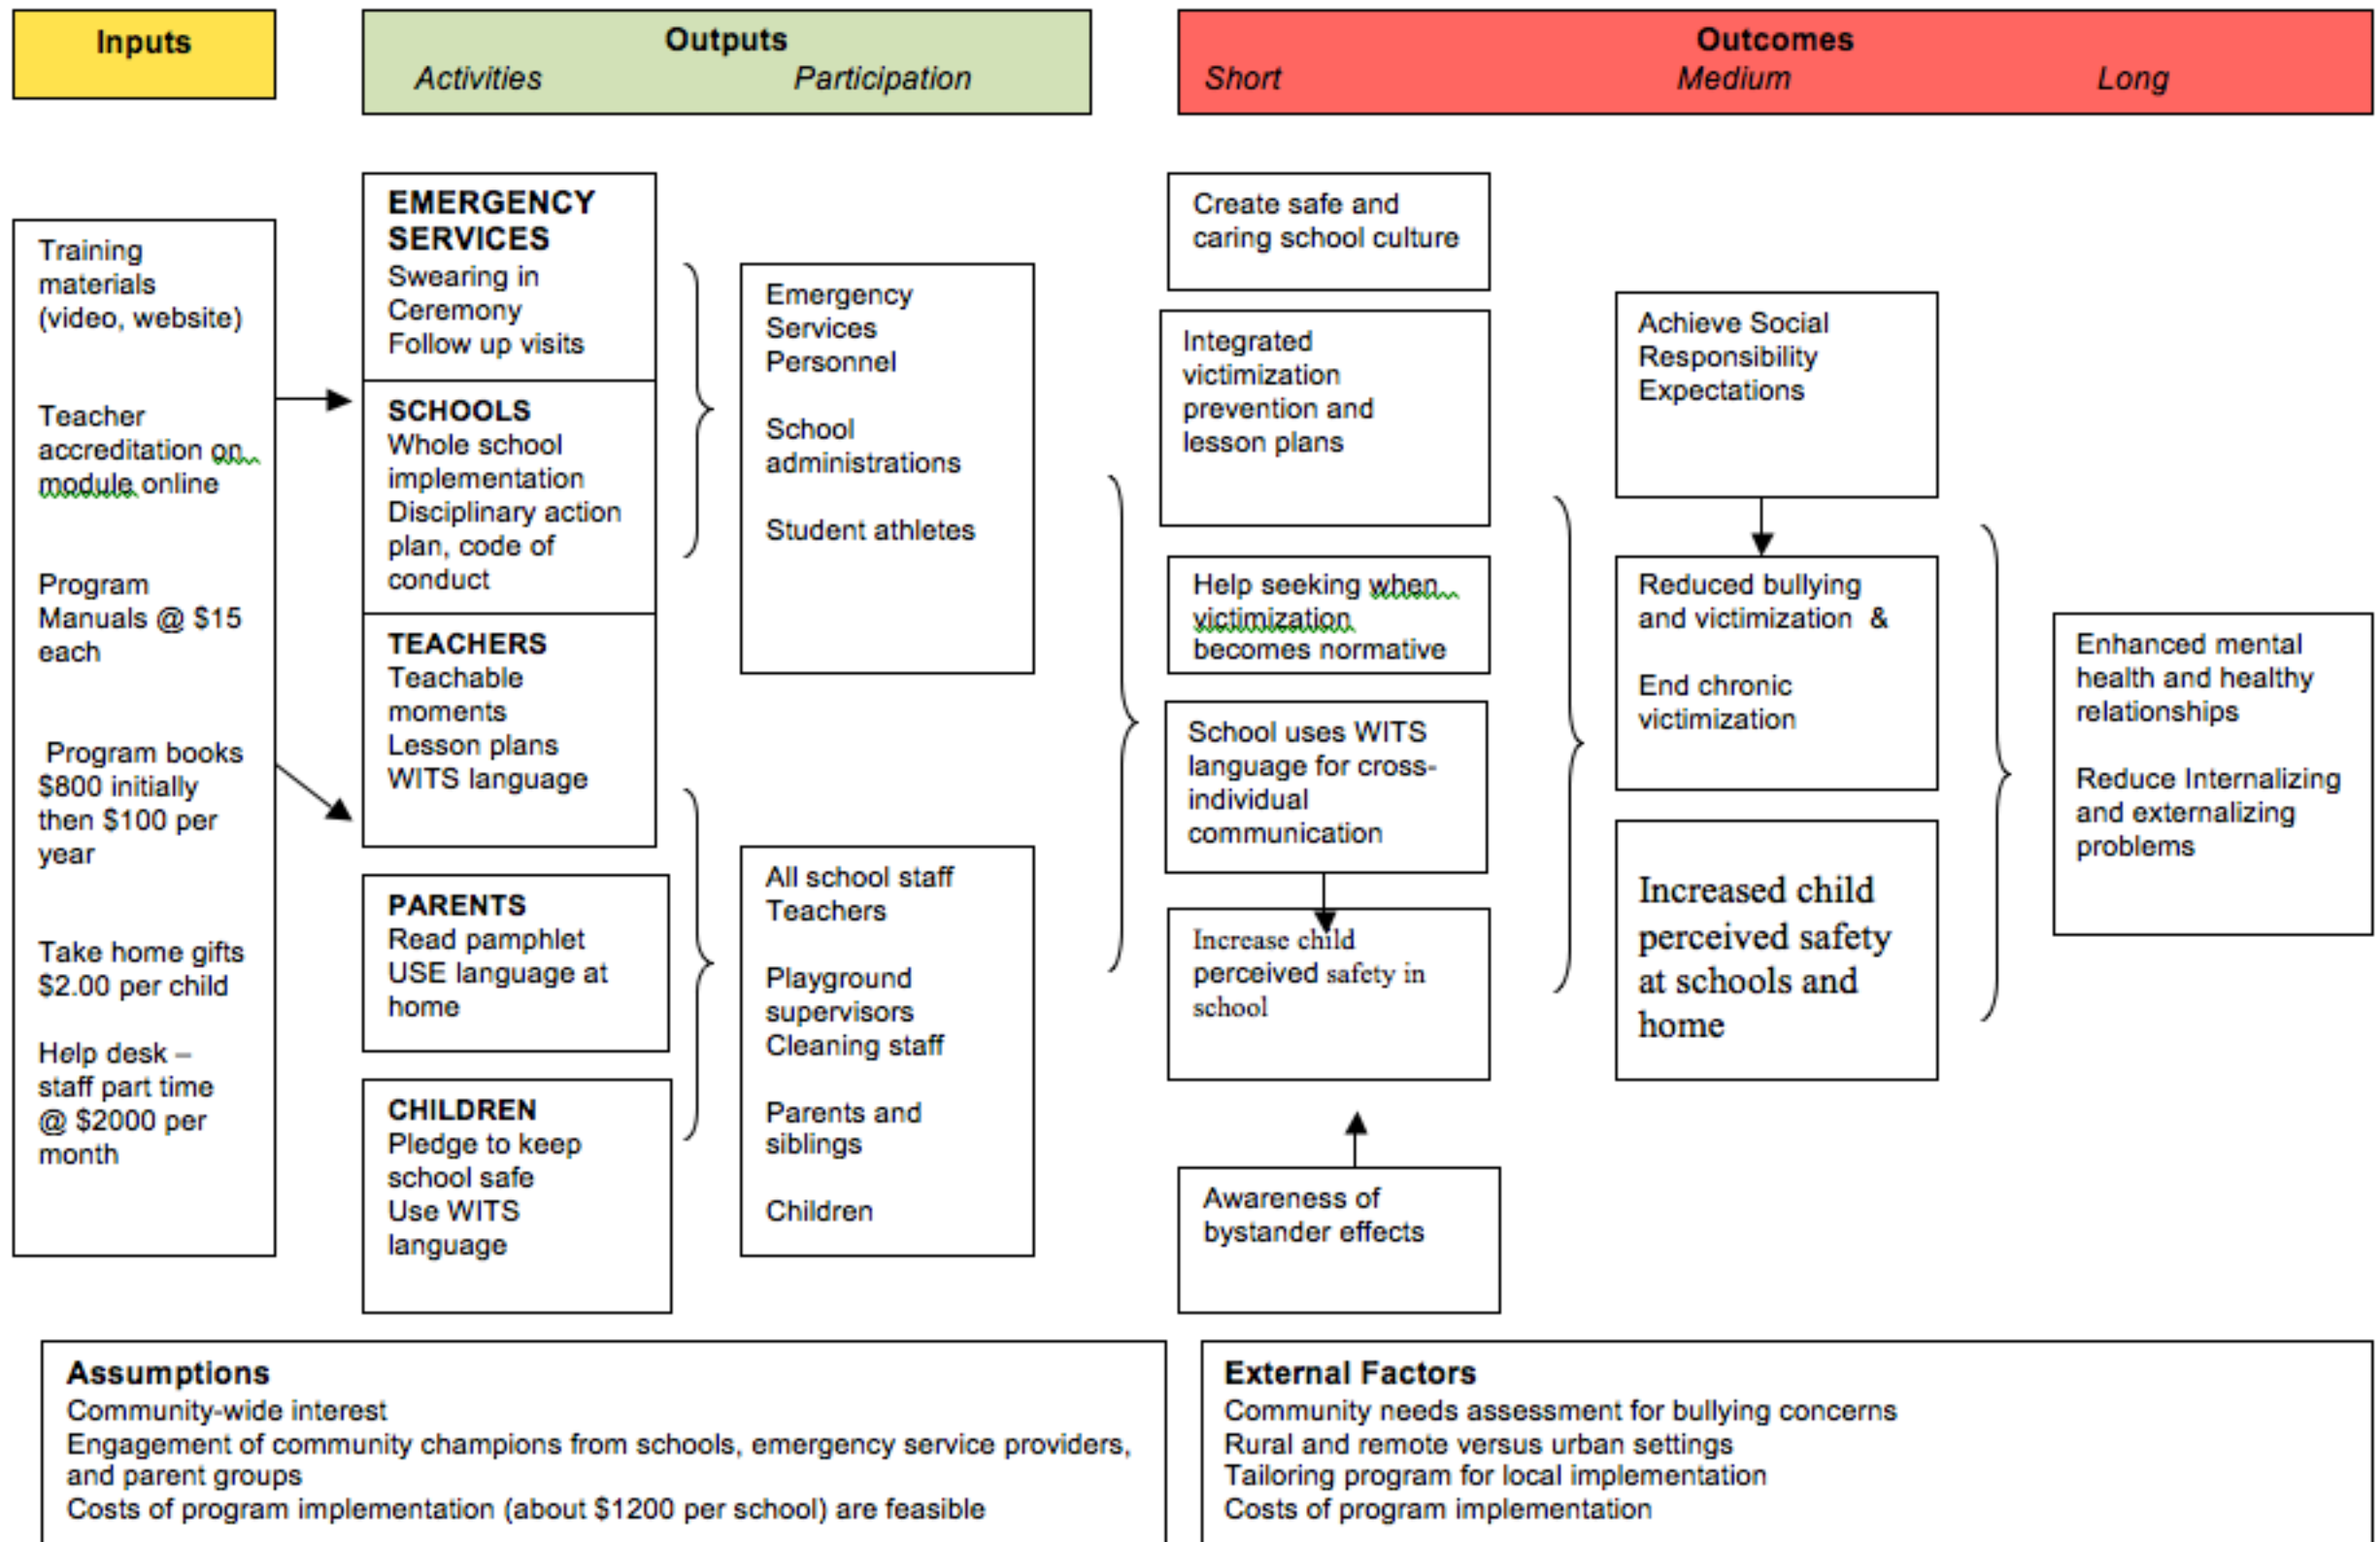 Inputs
Outputs
Activities Participation
Outcomes
Short Medium Long
Training
materials
(video, website)
Teacher
accreditation on
module online
Program
Manuals @ $15
each
Program books
$800 initially
then $100 per
year
Take home gifts
$2.00 per child
Help desk –
staff part time
@ $2000 per
month
EMERGENCY
SERVICES
Swearing in
Ceremony
Follow up visits
SCHOOLS
Whole school
implementation
Disciplinary action
plan, code of
conduct
TEACHERS
Teachable
moments
Lesson plans
WITS language
PARENTS
Read pamphlet
USE language at
home
CHILDREN
Pledge to keep
school safe
Use WITS
language
Emergency
Services
Personnel
School
administrations
Student athletes
All school staff
Teachers
Playground
supervisors
Cleaning staff
Parents and
siblings
Children
Create safe and
caring school culture
Integrated
victimization
prevention and
lesson plans
Help seeking when
victimization
becomes normative
School uses WITS
language for cross-
individual
communication
Increase child
perceived safety in
school
Awareness of
bystander effects
Achieve Social
Responsibility
Expectations
Reduced bullying
and victimization &
End chronic
victimization
Increased child
perceived safety
at schools and
home
Enhanced mental
health and healthy
relationships
Reduce Internalizing
and externalizing
problems
Assumptions
Community-wide interest
Engagement of community champions from schools, emergency service providers,
and parent groups
Costs of program implementation (about $1200 per school) are feasible
External Factors
Community needs assessment for bullying concerns
Rural and remote versus urban settings
Tailoring program for local implementation
Costs of program implementation